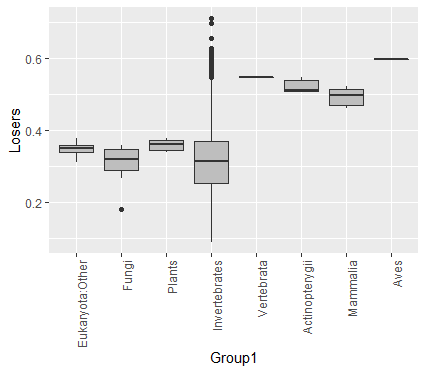 0.6
0.4
0.2
Losers
Eukaryota:Other
Fungi
Plants
Invertebrates
Vertebrata
Actinopterygii
Mammalia
Aves
Group1